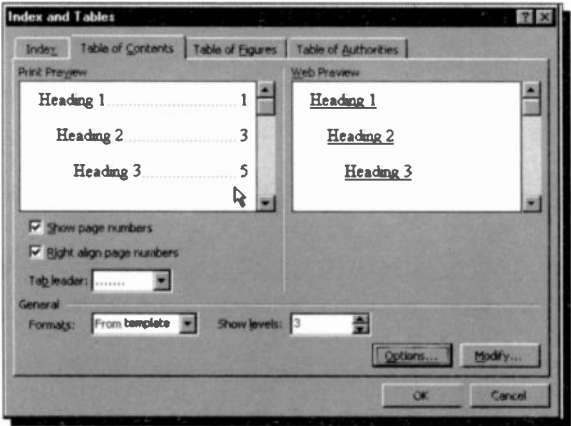 Index and Tables
Index Table of Contents Table of Figures Table of Authorities
Print Preview Web Preview
Heading 1 ........ 1 Heading 1
Heading 2 ........ 3 Heading 2
Heading 3 ........ 5 Heading 3
Show page numbers
Right align page numbers
Tab leader: .......
General
Formats: From template Show levels: 3
Options... Modify...
OK Cancel